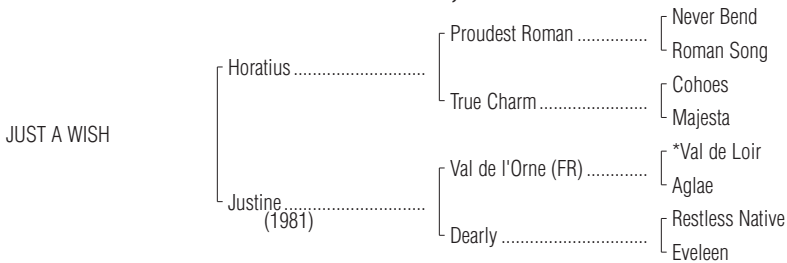 Never Bend
Proudest Roman ...............
Roman Song
Horatius ............................
Cohoes
True Charm .......................
Majesta
JUST A WISH
*Val de Loir
Val de l'Orne (FR) .............
Aglae
Justine ..............................
(1981)
Restless Native
Dearly ................................
Eveleen